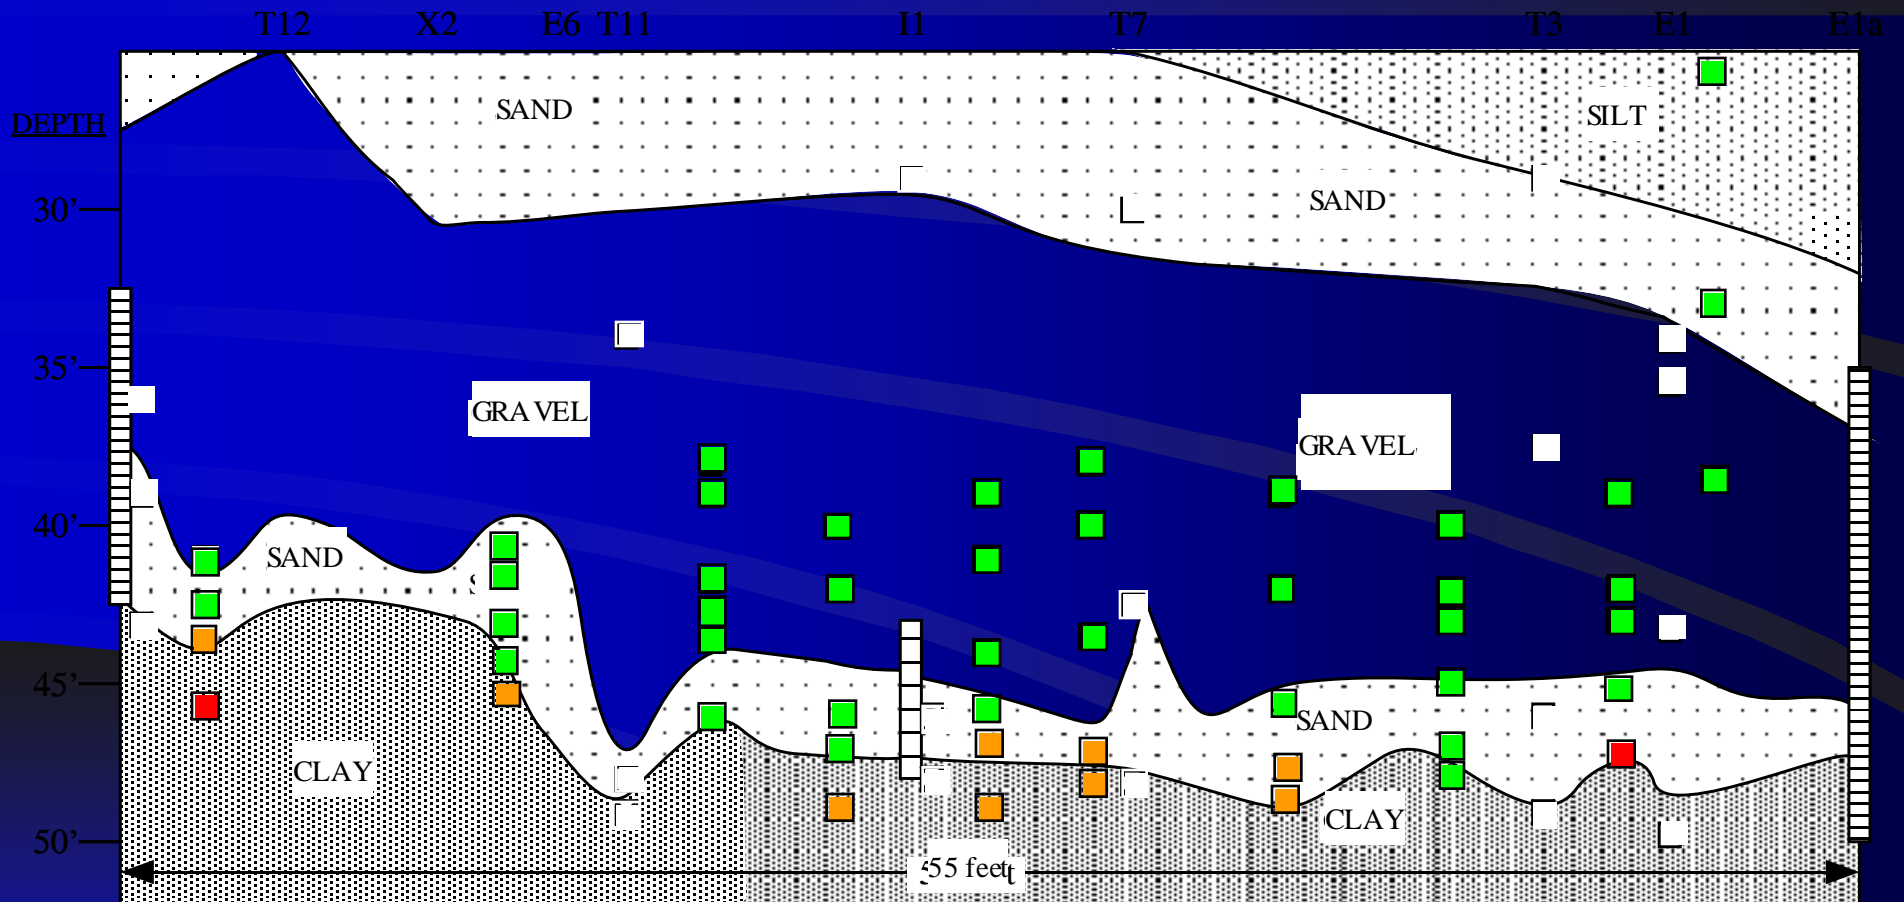 T12 X2 E6 T11 I1 T7 T3 E1 E1a
SAND
SILT
DEPTH
SAND
30’
35’
GRAVEL
GRAVEL
40’
SAND
45’
SAND
CLAY
CLAY
50’
55 feet